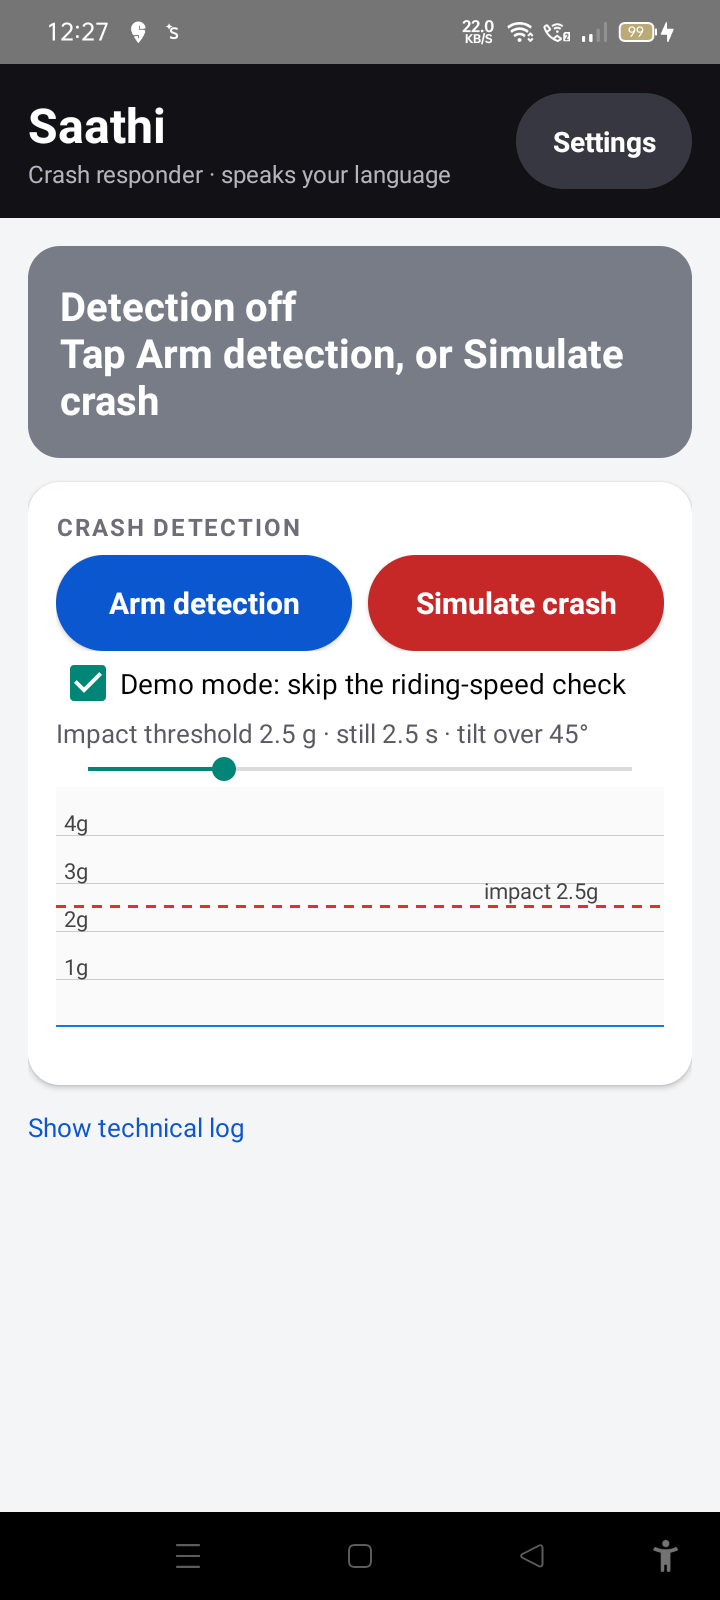 12:27
22.0
KB/S
99
Saathi
Crash responder · speaks your language
Settings
Detection off
Tap Arm detection, or Simulate
crash
CRASH DETECTION
Arm detection
Simulate crash
Demo mode: skip the riding-speed check
Impact threshold 2.5 g · still 2.5 s · tilt over 45°
4g
3g
impact 2.5g
2g
1g
Show technical log